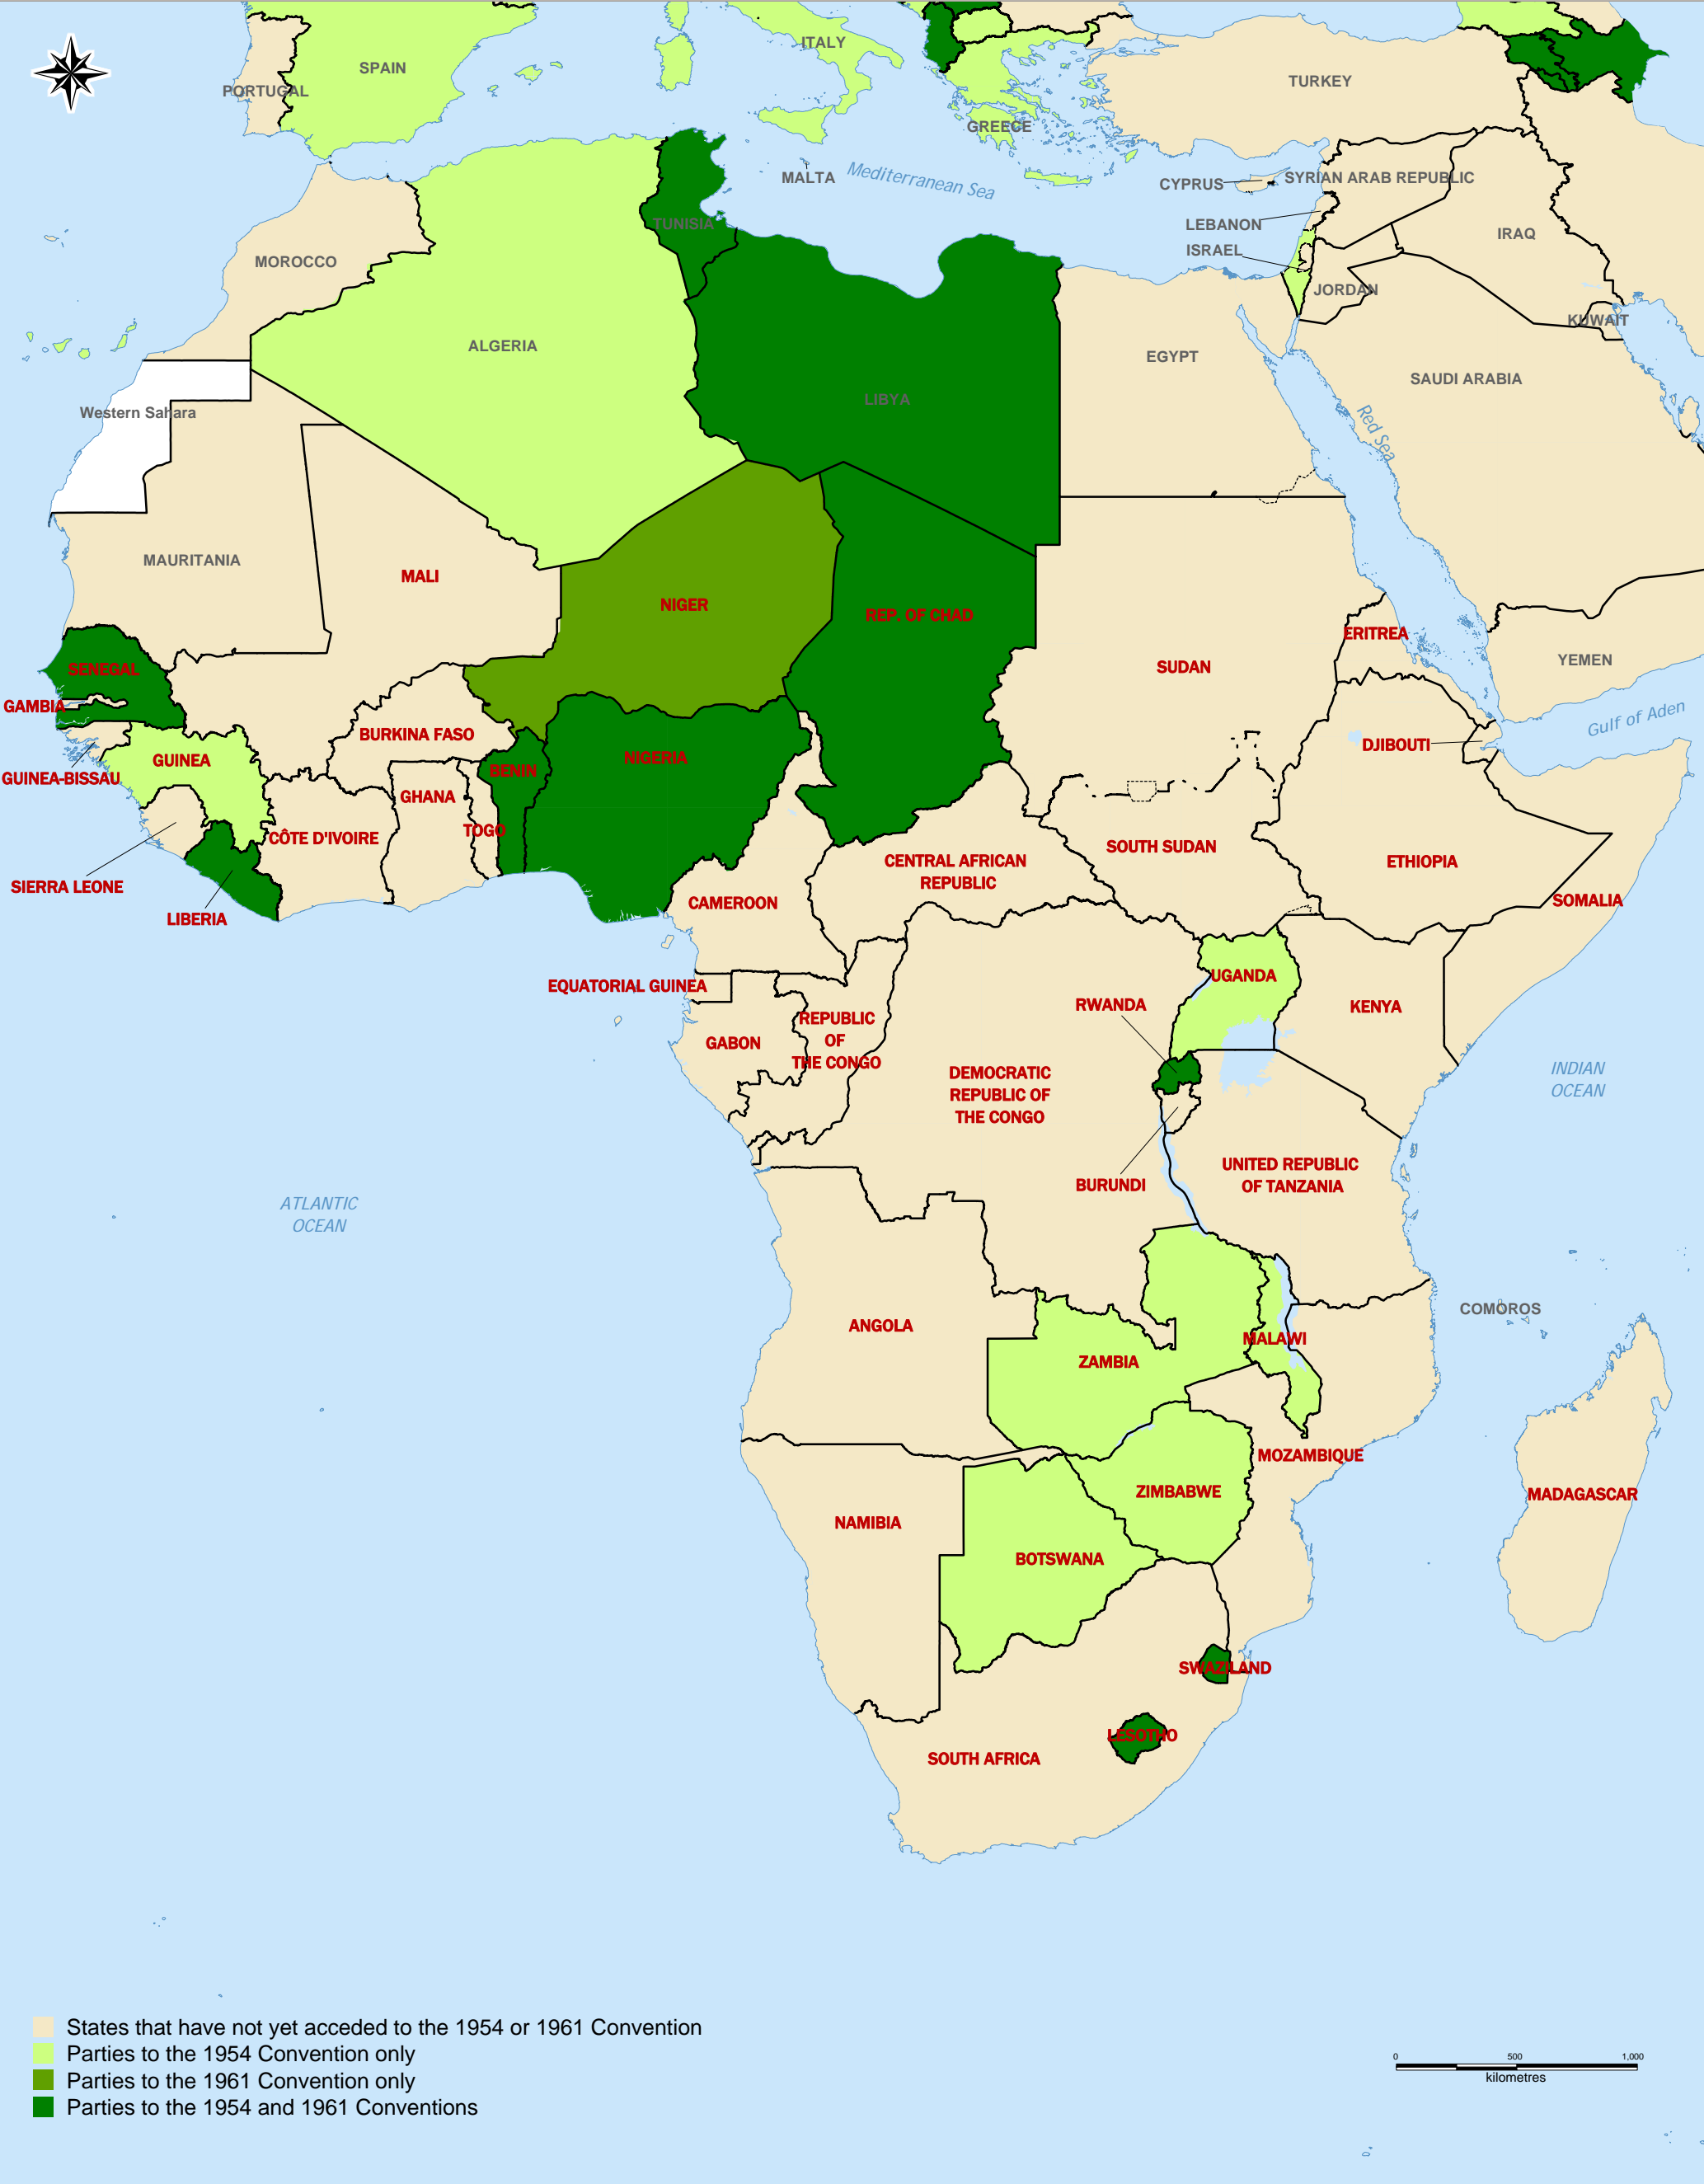 ITALY
SPAIN
TURKEY
PORTUGAL
GREECE
MALTA
Mediterranean Sea
CYPRUS
SYRIAN ARAB REPUBLIC
TUNISIA
LEBANON
IRAQ
ISRAEL
MOROCCO
JORDAN
KUWAIT
ALGERIA
EGYPT
SAUDI ARABIA
LIBYA
Western Sahara
Red Sea
MAURITANIA
MALI
NIGER
REP. OF CHAD
ERITREA
SENEGAL
SUDAN
YEMEN
GAMBIA
Gulf of Aden
BURKINA FASO
DJIBOUTI
GUINEA
NIGERIA
BENIN
GUINEA-BISSAU
GHANA
TOGO
CÔTE D'IVOIRE
SOUTH SUDAN
CENTRAL AFRICAN
REPUBLIC
ETHIOPIA
SIERRA LEONE
CAMEROON
SOMALIA
LIBERIA
UGANDA
EQUATORIAL GUINEA
RWANDA
KENYA
REPUBLIC
OF
THE CONGO
GABON
DEMOCRATIC
REPUBLIC OF
THE CONGO
INDIAN
OCEAN
UNITED REPUBLIC
OF TANZANIA
BURUNDI
ATLANTIC
OCEAN
COMOROS
ANGOLA
MALAWI
ZAMBIA
MOZAMBIQUE
ZIMBABWE
MADAGASCAR
NAMIBIA
BOTSWANA
SWAZILAND
LESOTHO
SOUTH AFRICA
States that have not yet acceded to the 1954 or 1961 Convention
Parties to the 1954 Convention only
Parties to the 1961 Convention only
Parties to the 1954 and 1961 Conventions
0 500 1,000
kilometres